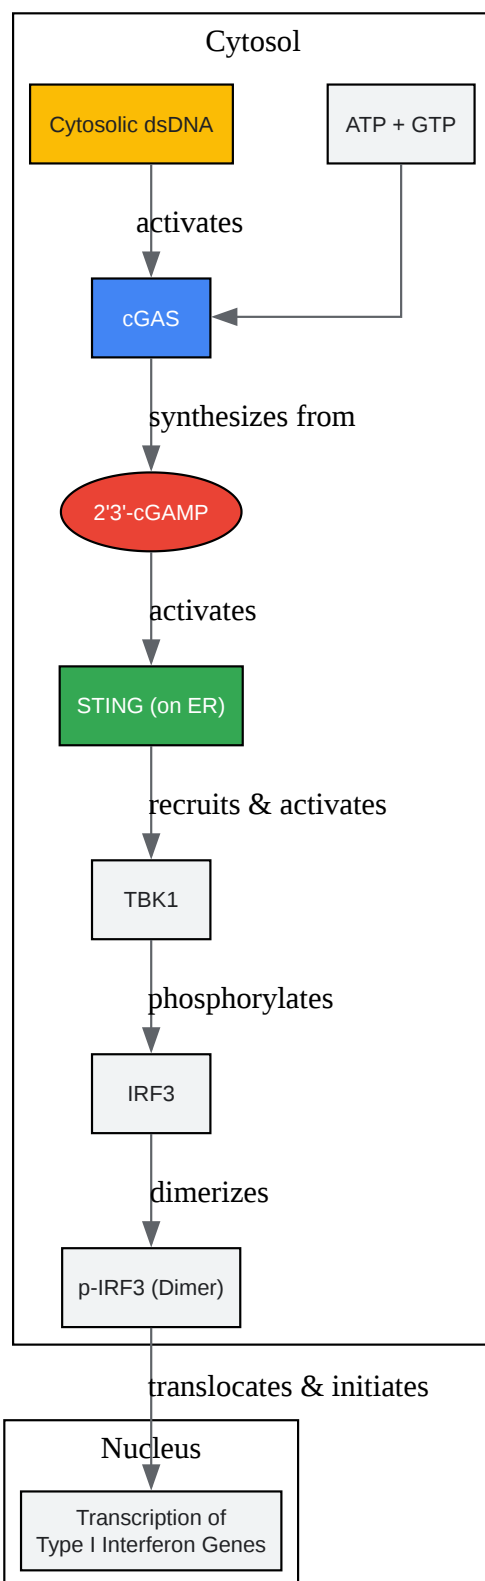 Cytosol
Cytosolic dsDNA
ATP + GTP
activates
cGAS
synthesizes from
2'3'-cGAMP
activates
STING (on ER)
recruits & activates
TBK1
phosphorylates
IRF3
dimerizes
p-IRF3 (Dimer)
translocates & initiates
Nucleus
Transcription of
Type I Interferon Genes